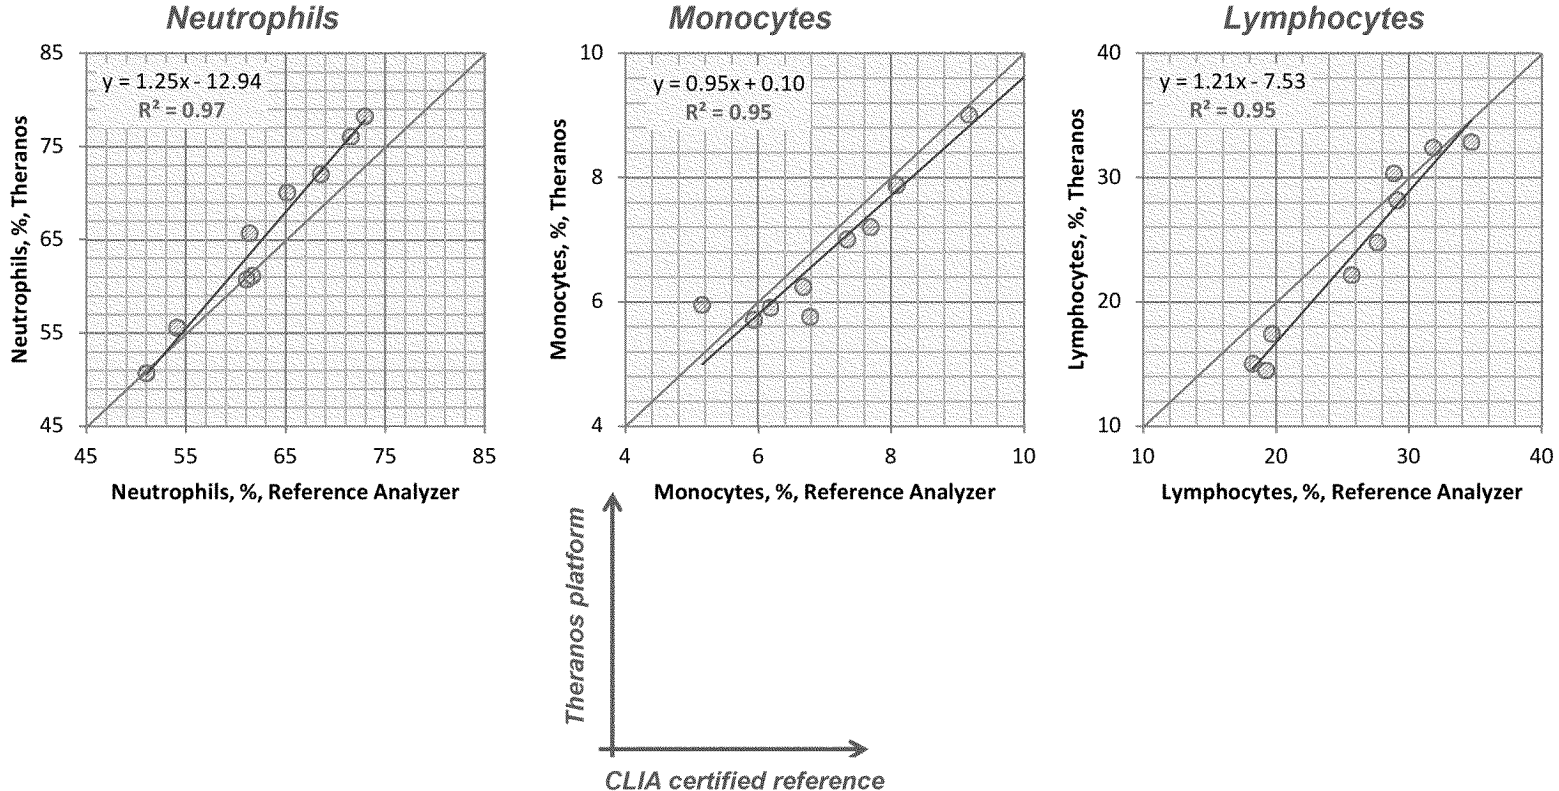 Neutrophils
85
75
65
55
45
45 55 65 75 85
y = 1.25x - 12.94
R² = 0.97
Neutrophils, %, Theranos
Neutrophils, %, Reference Analyzer
Monocytes
10
8
6
4
4 6 8 10
y = 0.95x + 0.10
R² = 0.95
Monocytes, %, Theranos
Monocytes, %, Reference Analyzer
Lymphocytes
40
30
20
10
10 20 30 40
y = 1.21x - 7.53
R² = 0.95
Lymphocytes, %, Theranos
Lymphocytes, %, Reference Analyzer
Theranos platform
CLIA certified reference